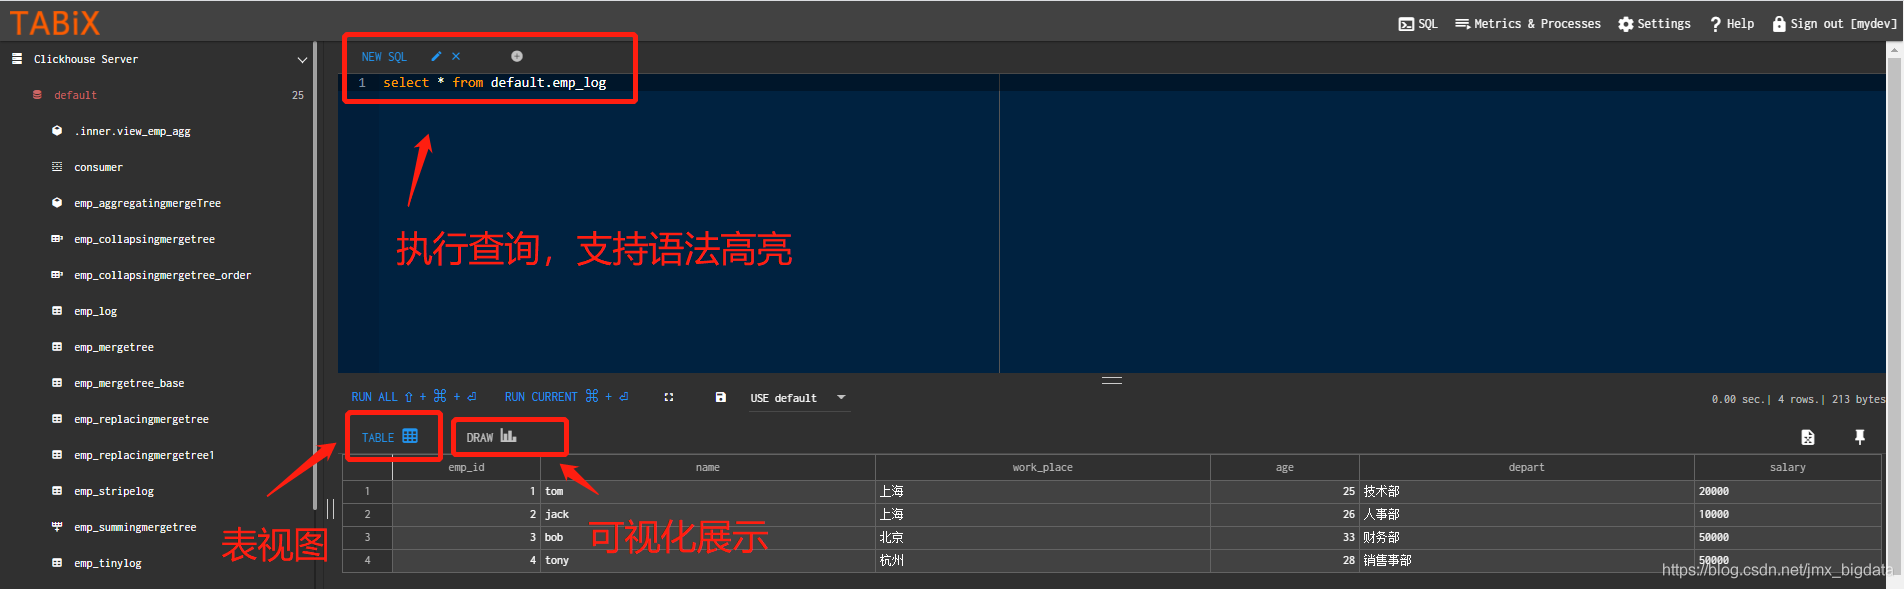 TABiX
SQL Metrics & Processes Settings Help Sign out [mydev]
Clickhouse Server
default 25
.inner.view_emp_agg
consumer
emp_aggregatingmergeTree
emp_collapsingmergetree
emp_collapsingmergetree_order
emp_log
emp_mergetree
emp_mergetree_base
emp_replacingmergetree
emp_replacingmergetree1
emp_stripelog
emp_summingmergetree
emp_tinylog
NEW SQL
1 select * from default.emp_log
执行查询，支持语法高亮
RUN ALL ⇧ + ⌘ + ⏎ RUN CURRENT ⌘ + ⏎ USE default 0.00 sec.| 4 rows.| 213 bytes
TABLE DRAW
emp_id name work_place age depart salary
1 1 tom 上海 25 技术部 20000
2 2 jack 上海 26 人事部 10000
3 3 bob 北京 33 财务部 50000
4 4 tony 杭州 28 销售事部 50000
表视图
可视化展示
https://blog.csdn.net/jmx_bigdata